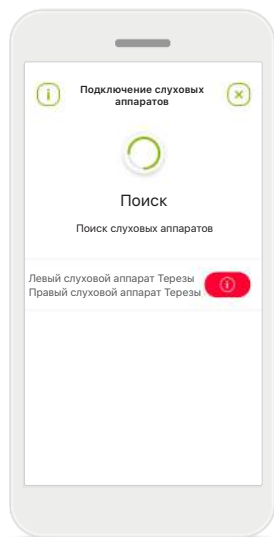 Подключение слуховых
аппаратов
Поиск
Поиск слуховых аппаратов
Левый слуховой аппарат Терезы
Правый слуховой аппарат Терезы